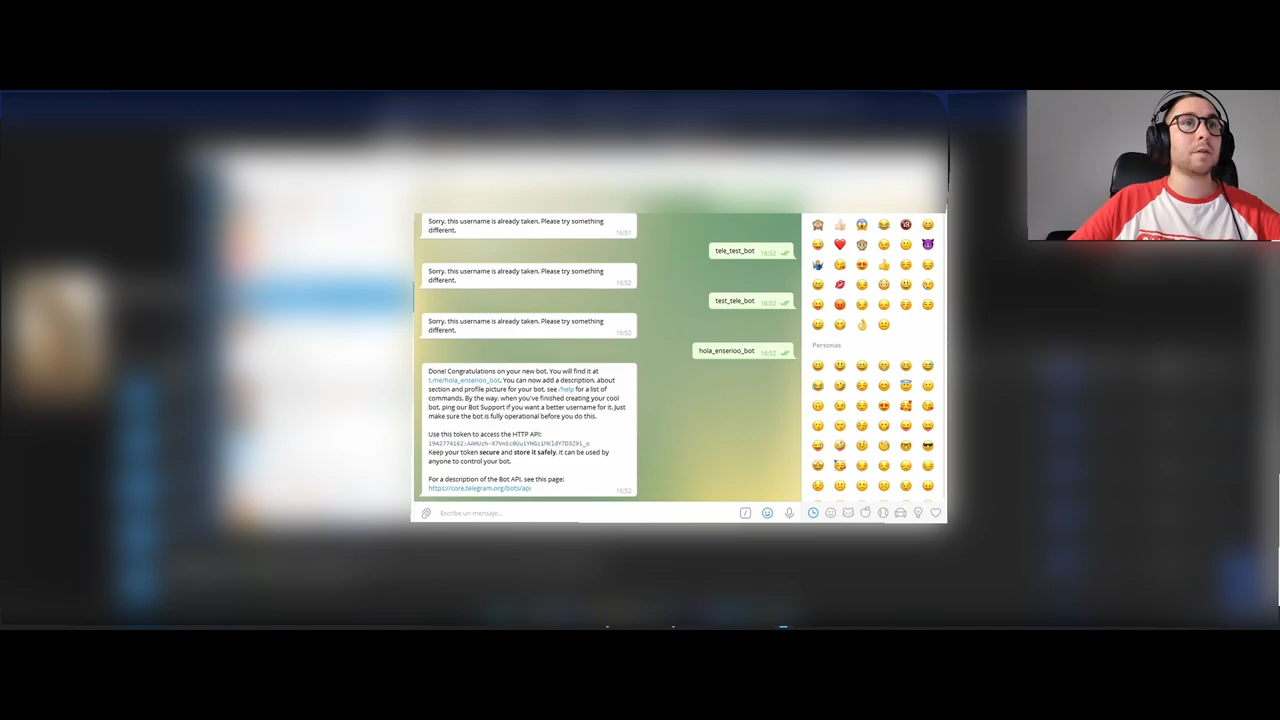 Sorry, this username is already taken. Please try something
different.
16:51
tele_test_bot 16:52
Sorry, this username is already taken. Please try something
different.
16:52
test_tele_bot 16:52
Sorry, this username is already taken. Please try something
different.
16:52
hola_enserioo_bot 16:52
Personas
Done! Congratulations on your new bot. You will find it at
t.me/hola_enserioo_bot. You can now add a description, about
section and profile picture for your bot, see /help for a list of
commands. By the way, when you've finished creating your cool
bot, ping our Bot Support if you want a better username for it. Just
make sure the bot is fully operational before you do this.
Use this token to access the HTTP API:
Keep your token secure and store it safely, it can be used by
anyone to control your bot.
For a description of the Bot API, see this page:
https://core.telegram.org/bots/api
16:52
Escribe un mensaje...